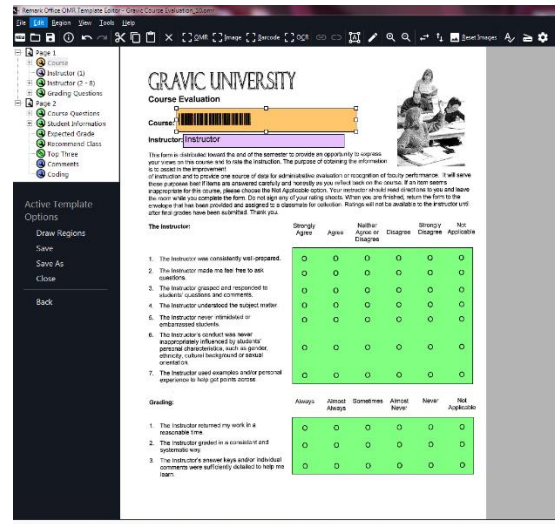 Remark Office OMR Template Editor - Gravic Course Evaluation_10.omr
File Edit Region View Tools Help
OMR Image Barcode OCR Reset Images
Page 1
Course
Instructor (1)
Instructor (2 - 8)
Grading Questions
Page 2
Course Questions
Student Information
Expected Grade
Recommend Class
Top Three
Comments
Coding
Active Template
Options
Draw Regions
Save
Save As
Close
Back
GRAVIC UNIVERSITY
Course Evaluation
Course:
Instructor: Instructor
This form is distributed toward the end of the semester to provide an opportunity to express
your views on this course and to rate the instruction. The purpose of obtaining the information
is to assist in the improvement
of instruction and to provide one source of data for administrative evaluation or recognition of faculty performance. It will serve
these purposes best if items are answered carefully and honestly as you reflect back on the course. If an item seems
inappropriate for this course, please choose the Not Applicable option. Your instructor should read directions to you and leave
the room while you complete the form. Do not sign any of your rating sheets. When you are finished, return the form to the
envelope that has been provided and assigned to a classmate for collection. Ratings will not be available to the instructor until
after final grades have been submitted. Thank you.
The Instructor: Strongly Agree Agree Neither Agree or Disagree Disagree Strongly Disagree Not Applicable
1. The Instructor was consistently well-prepared.
2. The Instructor made me feel free to ask
questions.
3. The Instructor grasped and responded to
students' questions and comments.
4. The Instructor understood the subject matter.
5. The Instructor never intimidated or
embarrassed students.
6. The Instructor's conduct was never
inappropriately influenced by students'
personal characteristics, such as gender,
ethnicity, cultural background or sexual
orientation.
7. The Instructor used examples and/or personal
experience to help get points across.
Grading: Always Almost Always Sometimes Almost Never Never Not Applicable
1. The Instructor returned my work in a
reasonable time.
2. The Instructor graded in a consistent and
systematic way.
3. The Instructor's answer keys and/or individual
comments were sufficiently detailed to help me
learn.